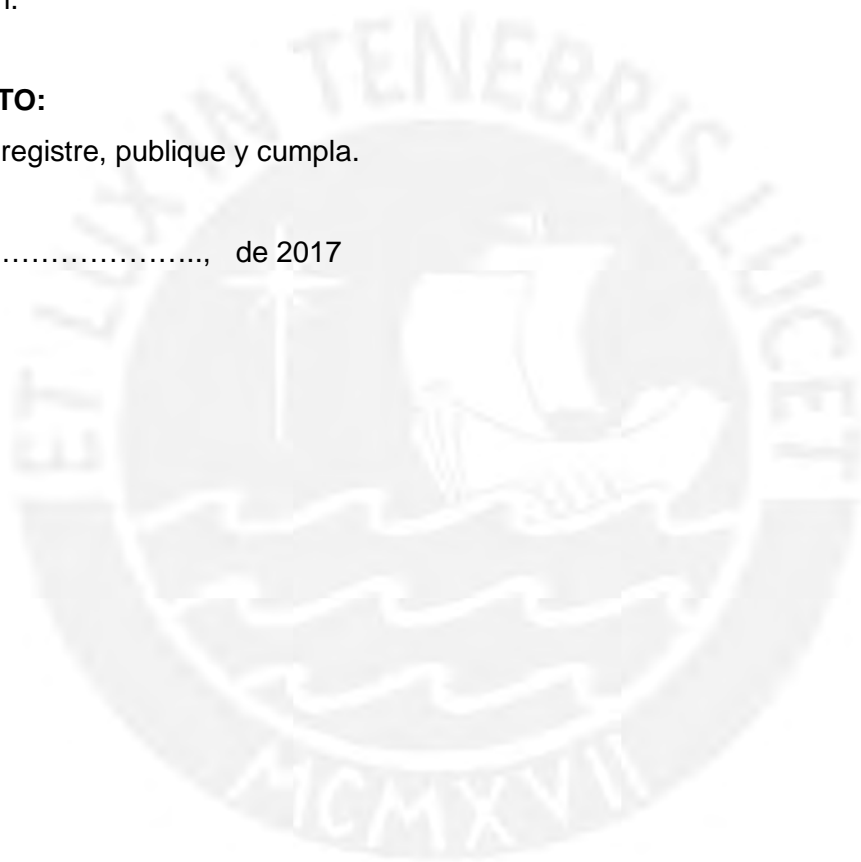 n.
TO:
registre, publique y cumpla.
…………………….., de 2017
ET LUX IN TENEBRIS LUCET
MCMXVII